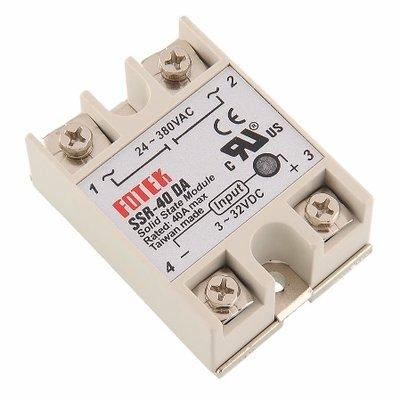 2
24~380VAC
1
FOTEK
SSR-40 DA
Solid State Module
Rated: 40A max
Taiwan made
c UL US
Input
+ 3
3~32VDC
4 -